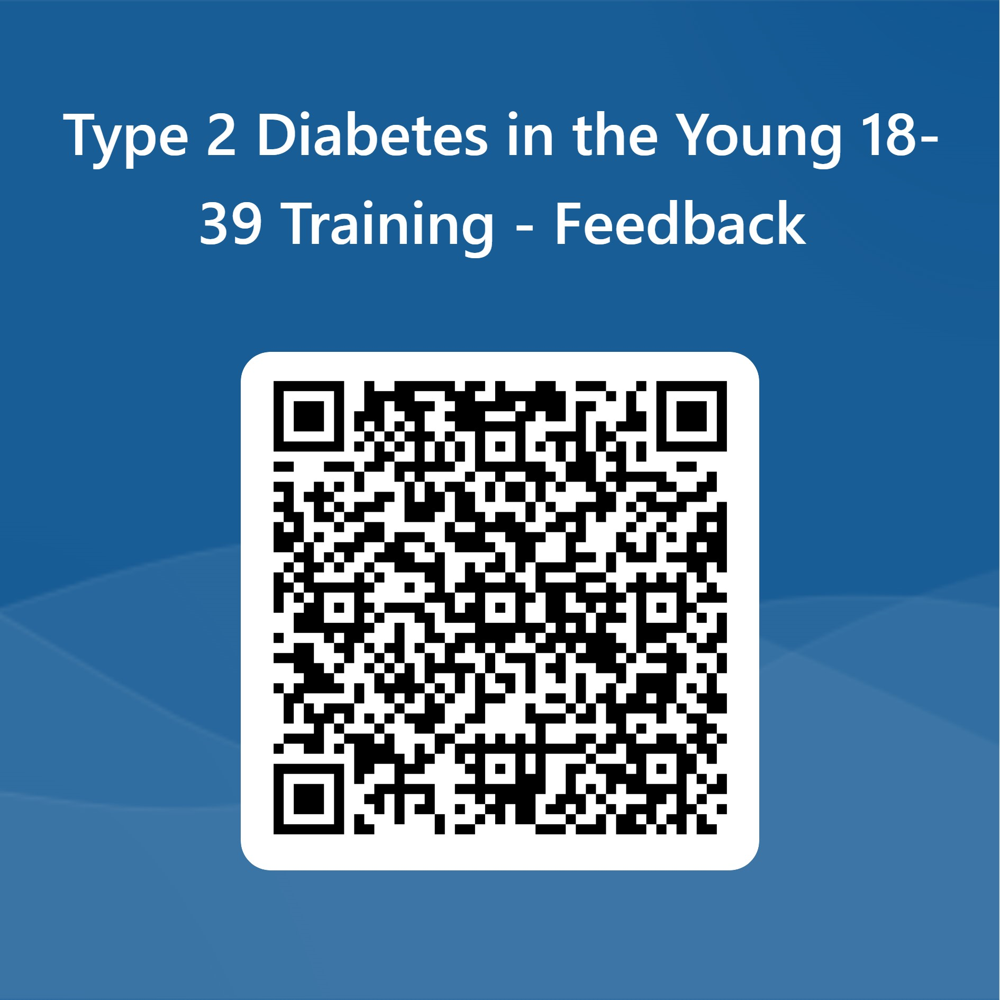 Type 2 Diabetes in the Young 18-
39 Training - Feedback